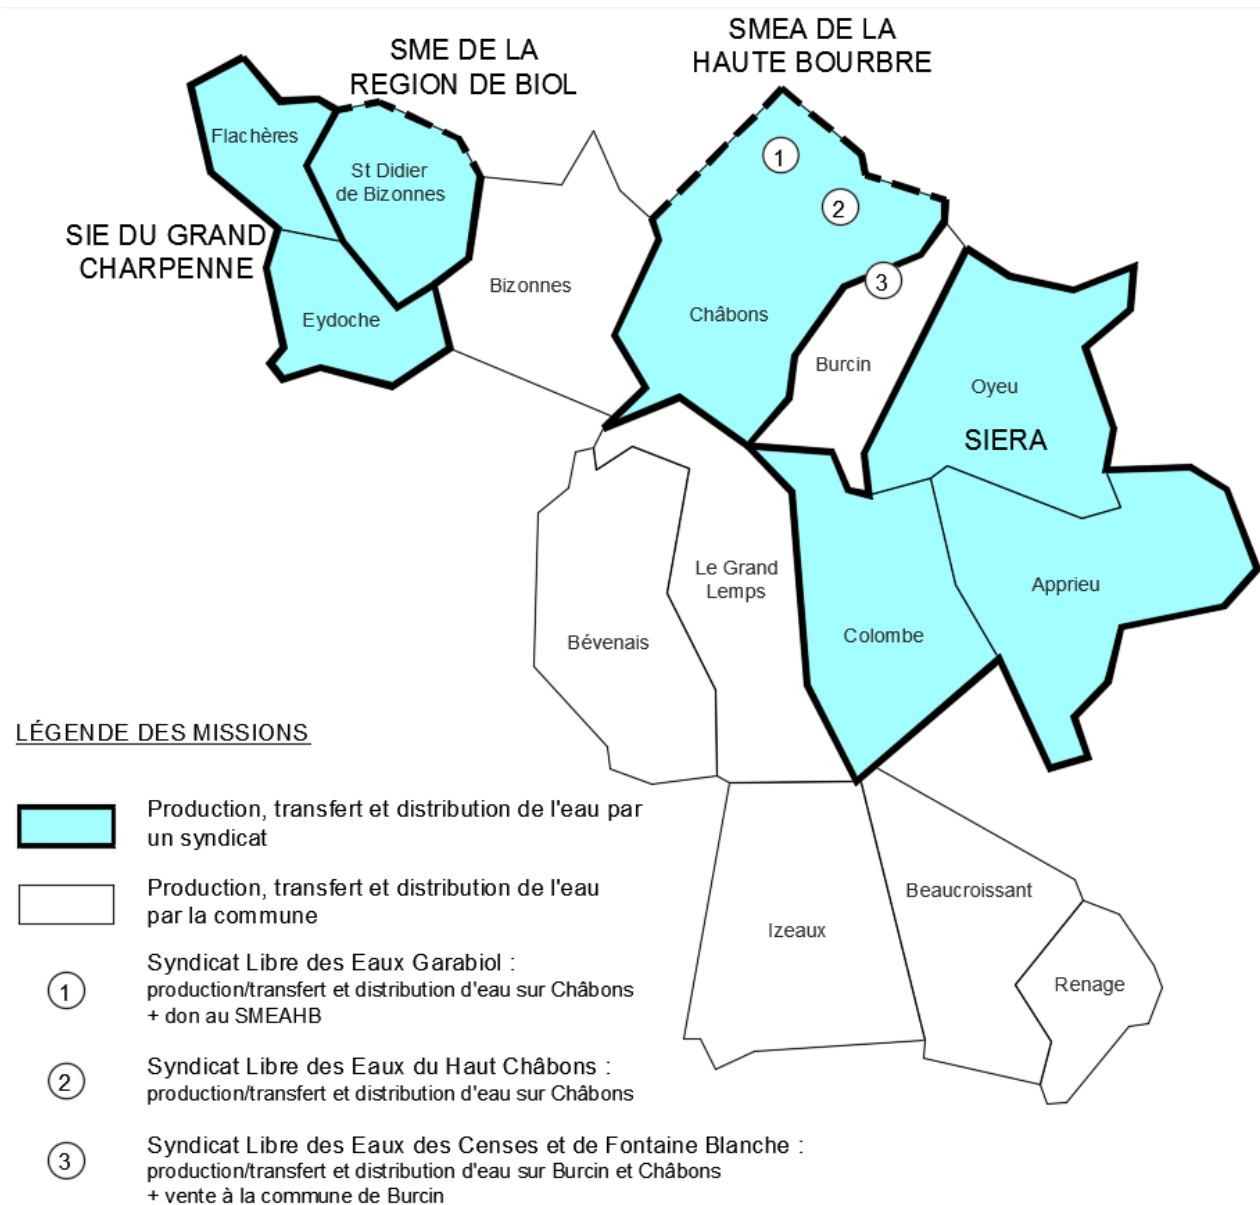 SME DE LA
REGION DE BIOL
SMEA DE LA
HAUTE BOURBRE
Flachères
St Didier
de Bizonnes
1
2
SIE DU GRAND
CHARPENNE
Bizonnes
3
Eydoche
Châbons
Burcin
Oyeu
SIERA
Le Grand
Lemps
Apprieu
Bévenais
Colombe
LÉGENDE DES MISSIONS
Production, transfert et distribution de l'eau par
un syndicat
Production, transfert et distribution de l'eau
par la commune
Beaucroissant
Izeaux
Renage
1
Syndicat Libre des Eaux Garabiol :
production/transfert et distribution d'eau sur Châbons
+ don au SMEAHB
2
Syndicat Libre des Eaux du Haut Châbons :
production/transfert et distribution d'eau sur Châbons
3
Syndicat Libre des Eaux des Censes et de Fontaine Blanche :
production/transfert et distribution d'eau sur Burcin et Châbons
+ vente à la commune de Burcin